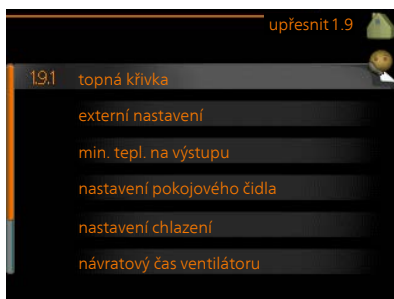 upřesnit 1.9
1.9.1 topná křivka
externí nastavení
min. tepl. na výstupu
nastavení pokojového čidla
nastavení chlazení
návratový čas ventilátoru